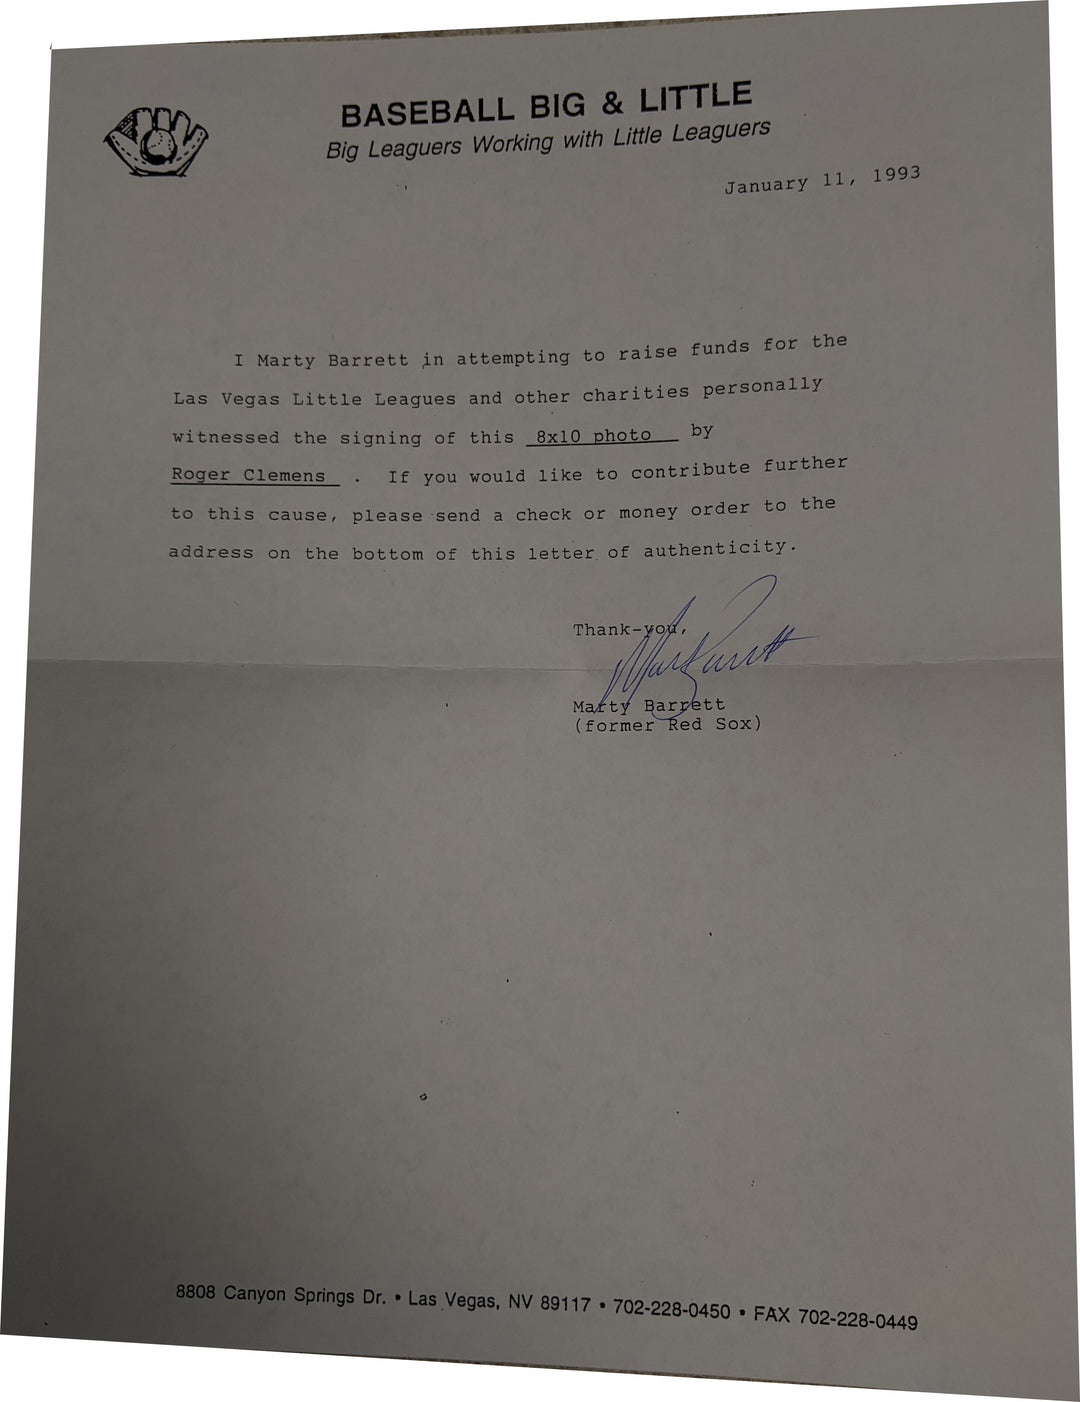 BASEBALL BIG & LITTLE
Big Leaguers Working with Little Leaguers
January 11, 1993
I Marty Barrett in attempting to raise funds for the
Las Vegas Little Leagues and other charities personally
witnessed the signing of this 8x10 photo by
Roger Clemens . If you would like to contribute further
to this cause, please send a check or money order to the
address on the bottom of this letter of authenticity.
Thank-you,
Marty Barrett
Marty Barrett
(former Red Sox)
8808 Canyon Springs Dr. • Las Vegas, NV 89117 • 702-228-0450 • FAX 702-228-0449